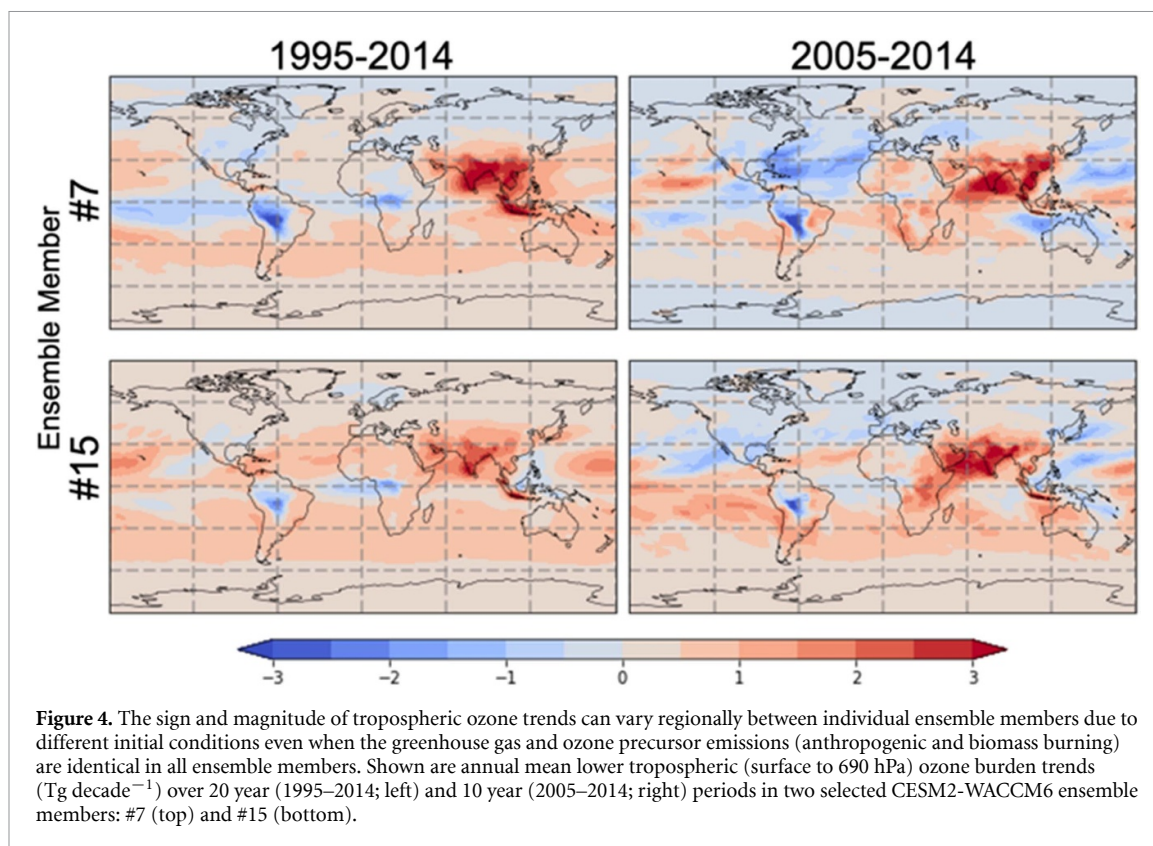 1995-2014
2005-2014
Ensemble Member
#7
#15
−3
−2
−1
0
1
2
3
Figure 4. The sign and magnitude of tropospheric ozone trends can vary regionally between individual ensemble members due to
different initial conditions even when the greenhouse gas and ozone precursor emissions (anthropogenic and biomass burning)
are identical in all ensemble members. Shown are annual mean lower tropospheric (surface to 690 hPa) ozone burden trends
(Tg decade−1) over 20 year (1995–2014; left) and 10 year (2005–2014; right) periods in two selected CESM2-WACCM6 ensemble
members: #7 (top) and #15 (bottom).